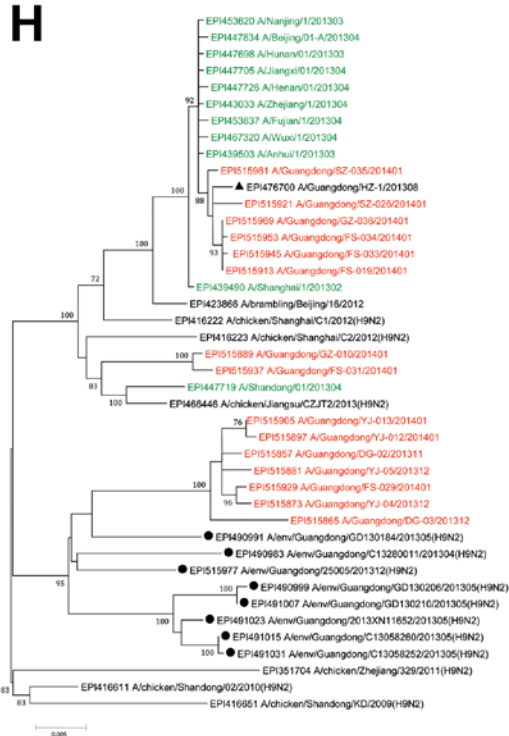 H
EPI453620 A/Nanjing/1/201303
EPI447834 A/Beijing/01-A/201304
EPI447698 A/Hunan/01/201303
EPI447705 A/Jiangxi/01/201304
EPI447726 A/Henan/01/201304
EPI443033 A/Zhejiang/1/201304
EPI453837 A/Fujian/1/201304
EPI467320 A/Wuxi/1/201304
92
EPI439503 A/Anhui/1/201303
EPI515981 A/Guangdong/SZ-035/201401
EPI476700 A/Guangdong/HZ-1/201308
100
88
EPI515921 A/Guangdong/SZ-026/201401
EPI515969 A/Guangdong/GZ-036/201401
EPI515953 A/Guangdong/FS-034/201401
100
93
EPI515945 A/Guangdong/FS-033/201401
EPI515913 A/Guangdong/FS-019/201401
72
EPI439490 A/Shanghai/1/201302
EPI423866 A/brambling/Beijing/16/2012
100
EPI416222 A/chicken/Shanghai/C1/2012(H9N2)
EPI416223 A/chicken/Shanghai/C2/2012(H9N2)
100
EPI515889 A/Guangdong/GZ-010/201401
EPI515937 A/Guangdong/FS-031/201401
83
EPI447719 A/Shandong/01/201304
100
EPI466446 A/chicken/Jiangsu/CZJT2/2013(H9N2)
76
EPI515905 A/Guangdong/YJ-013/201401
EPI515897 A/Guangdong/YJ-012/201401
EPI515857 A/Guangdong/DG-02/201311
EPI515881 A/Guangdong/YJ-05/201312
100
EPI515929 A/Guangdong/FS-029/201401
96
EPI515873 A/Guangdong/YJ-04/201312
EPI515865 A/Guangdong/DG-03/201312
EPI490991 A/env/Guangdong/GD130184/201305(H9N2)
EPI490983 A/env/Guangdong/C13280011/201304(H9N2)
EPI515977 A/env/Guangdong/25005/201312(H9N2)
95
100
EPI490999 A/env/Guangdong/GD130206/201305(H9N2)
EPI491007 A/env/Guangdong/GD130210/201305(H9N2)
100
EPI491023 A/env/Guangdong/2013XN11652/201305(H9N2)
EPI491015 A/env/Guangdong/C13058260/201305(H9N2)
100
EPI491031 A/env/Guangdong/C13058252/201305(H9N2)
EPI351704 A/chicken/Zhejiang/329/2011(H9N2)
83
EPI416611 A/chicken/Shandong/02/2010(H9N2)
83
EPI416651 A/chicken/Shandong/KD/2009(H9N2)
0.005